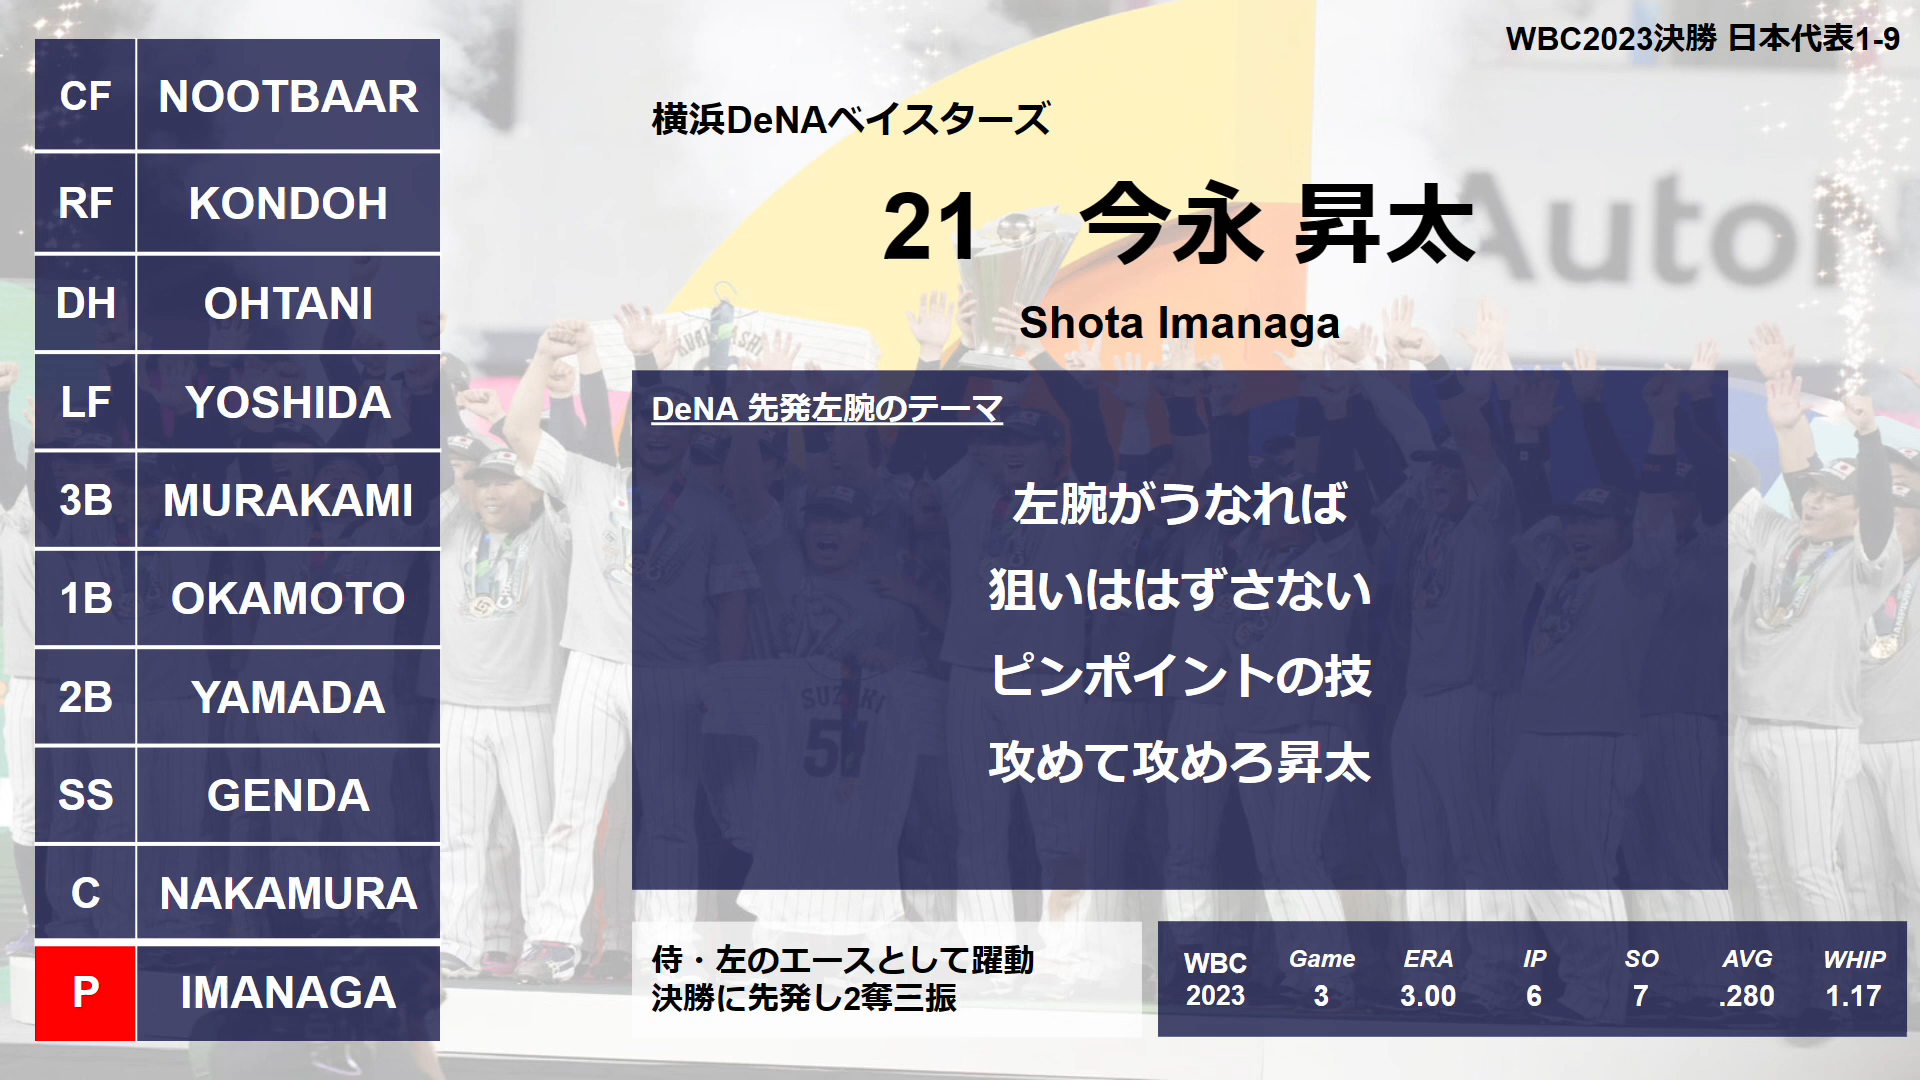 WBC2023決勝 日本代表1-9
CF NOOTBAAR
RF KONDOH
DH OHTANI
LF YOSHIDA
3B MURAKAMI
1B OKAMOTO
2B YAMADA
SS GENDA
C NAKAMURA
P IMANAGA
横浜DeNAベイスターズ
21 今永 昇太
Shota Imanaga
DeNA 先発左腕のテーマ
左腕がうなれば
狙いははずさない
ピンポイントの技
攻めて攻めろ昇太
侍・左のエースとして躍動
決勝に先発し2奪三振
WBC Game ERA IP SO AVG WHIP
2023 3 3.00 6 7 .280 1.17
Auto
SUZUKI
51